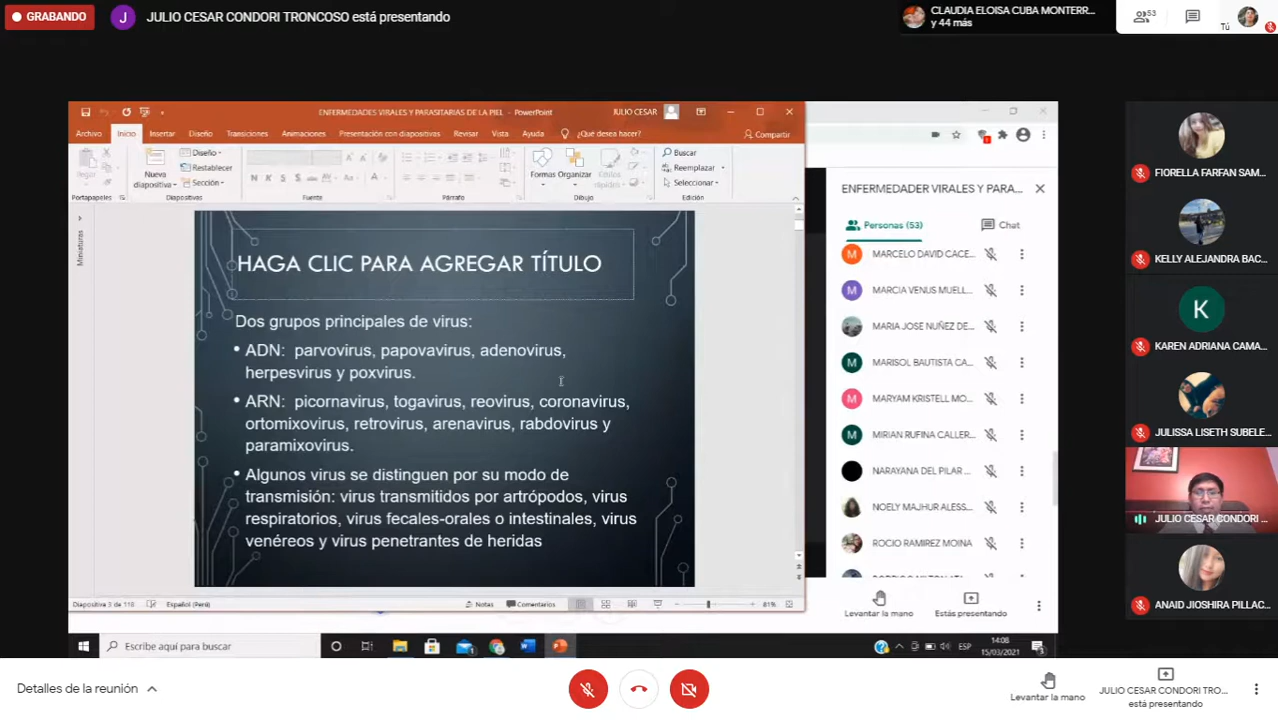 GRABANDO
J
JULIO CESAR CONDORI TRONCOSO está presentando
CLAUDIA ELOISA CUBA MONTERR...
y 44 más
53
Tú
ENFERMEDADES VIRALES Y PARASITARIAS DE LA PIEL - PowerPoint
JULIO CESAR
Archivo Inicio Insertar Diseño Transiciones Animaciones Presentación con diapositivas Revisar Vista Ayuda ¿Qué desea hacer? Compartir
Pegar
Nueva
diapositiva
Diseño
Restablecer
Sección
N K S S
Aa A
Formas Organizar Estilos
rápidos
Buscar
Reemplazar
Seleccionar
Portapapeles Diapositivas Fuente Párrafo Dibujo Edición
Miniaturas
HAGA CLIC PARA AGREGAR TÍTULO
Dos grupos principales de virus:
• ADN: parvovirus, papovavirus, adenovirus,
herpesvirus y poxvirus.
• ARN: picornavirus, togavirus, reovirus, coronavirus,
ortomixovirus, retrovirus, arenavirus, rabdovirus y
paramixovirus.
• Algunos virus se distinguen por su modo de
transmisión: virus transmitidos por artrópodos, virus
respiratorios, virus fecales-orales o intestinales, virus
venéreos y virus penetrantes de heridas
Diapositiva 3 de 118 Español (Perú) Notas Comentarios 81%
ENFERMEDADER VIRALES Y PARA...
Personas (53) Chat
M MARCELO DAVID CACE...
M MARCIA VENUS MUELL...
MARIA JOSE NUÑEZ DE...
M MARISOL BAUTISTA CA...
M MARYAM KRISTELL MO...
M MIRIAN RUFINA CALLER...
NARAYANA DEL PILAR ...
NOELY MAJHUR ALESS...
ROCIO RAMIREZ MOINA
Levantar la mano
Estás presentando
FIORELLA FARFAN SAM...
KELLY ALEJANDRA BAC...
K
KAREN ADRIANA CAMA...
JULISSA LISETH SUBELE...
JULIO CESAR CONDORI ...
ANAID JIOSHIRA PILLAC...
Escribe aquí para buscar
ESP
14:08
15/03/2021
Detalles de la reunión
Levantar la mano
JULIO CESAR CONDORI TRO...
está presentando